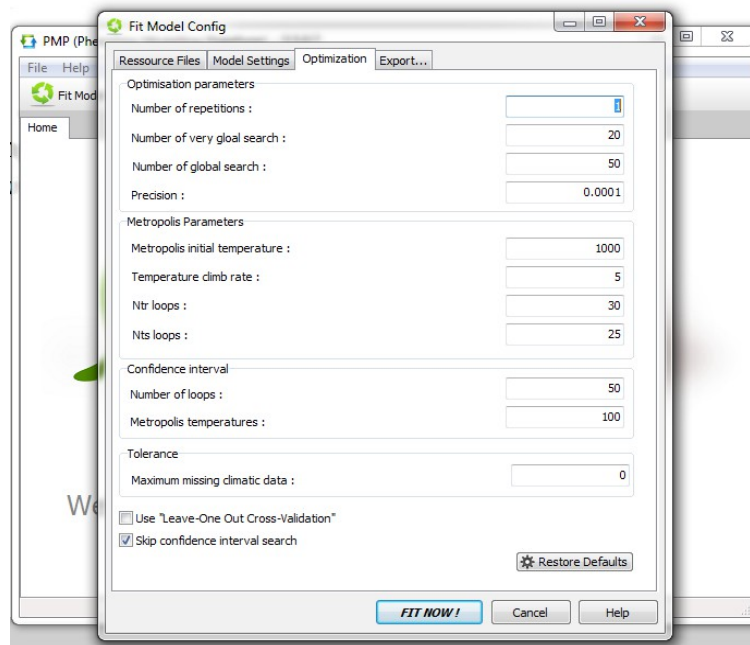 Fit Model Config
PMP (Phe
File Help
Fit Mod
Home
Ressource Files Model Settings Optimization Export...
Optimisation parameters
Number of repetitions : 1
Number of very gloal search : 20
Number of global search : 50
Precision : 0.0001
Metropolis Parameters
Metropolis initial temperature : 1000
Temperature climb rate : 5
Ntr loops : 30
Nts loops : 25
Confidence interval
Number of loops : 50
Metropolis temperatures : 100
Tolerance
Maximum missing climatic data : 0
We
Use "Leave-One Out Cross-Validation"
Skip confidence interval search
Restore Defaults
FIT NOW ! Cancel Help